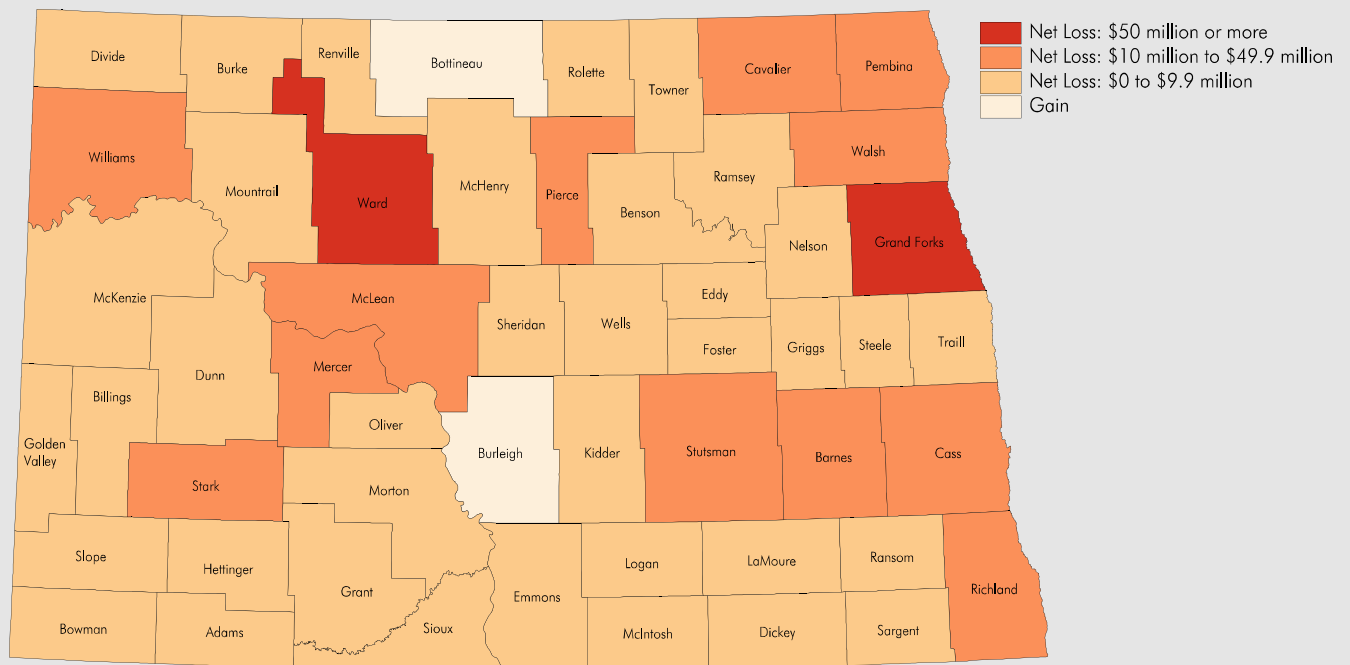 Net Loss: $50 million or more
Net Loss: $10 million to $49.9 million
Net Loss: $0 to $9.9 million
Gain
Divide
Burke
Renville
Bottineau
Rolette
Towner
Cavalier
Pembina
Williams
Mountrail
Ward
McHenry
Pierce
Benson
Ramsey
Walsh
Nelson
Grand Forks
McKenzie
McLean
Sheridan
Wells
Eddy
Foster
Griggs
Steele
Traill
Dunn
Mercer
Billings
Golden
Valley
Oliver
Burleigh
Kidder
Stutsman
Barnes
Cass
Stark
Morton
Slope
Hettinger
Grant
Emmons
Logan
LaMoure
Ransom
Richland
Bowman
Adams
Sioux
McIntosh
Dickey
Sargent